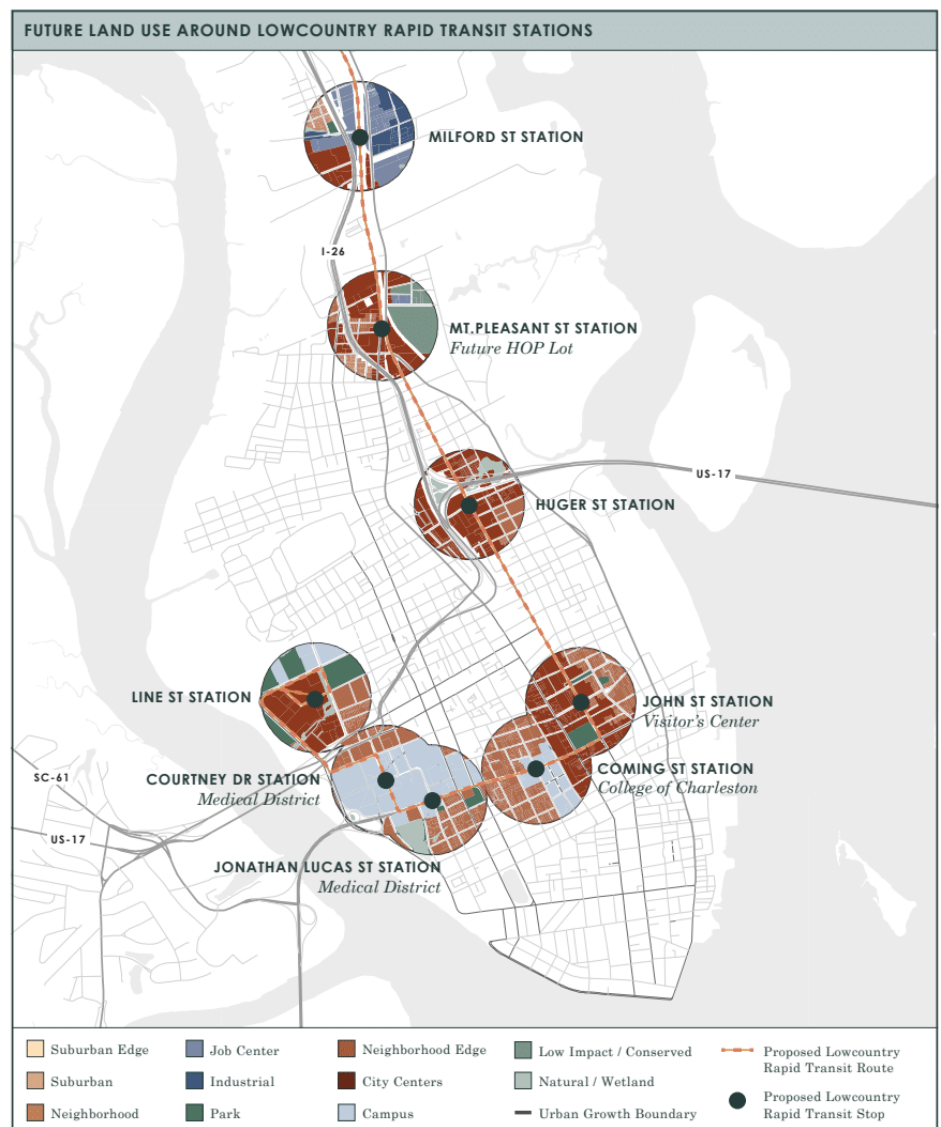 FUTURE LAND USE AROUND LOWCOUNTRY RAPID TRANSIT STATIONS
MILFORD ST STATION
I-26
MT.PLEASANT ST STATION
Future HOP Lot
US-17
HUGER ST STATION
LINE ST STATION
JOHN ST STATION
Visitor's Center
COURTNEY DR STATION
Medical District
COMING ST STATION
College of Charleston
SC-61
US-17
JONATHAN LUCAS ST STATION
Medical District
Suburban Edge
Suburban
Neighborhood
Job Center
Industrial
Park
Neighborhood Edge
City Centers
Campus
Low Impact / Conserved
Natural / Wetland
Urban Growth Boundary
Proposed Lowcountry
Rapid Transit Route
Proposed Lowcountry
Rapid Transit Stop